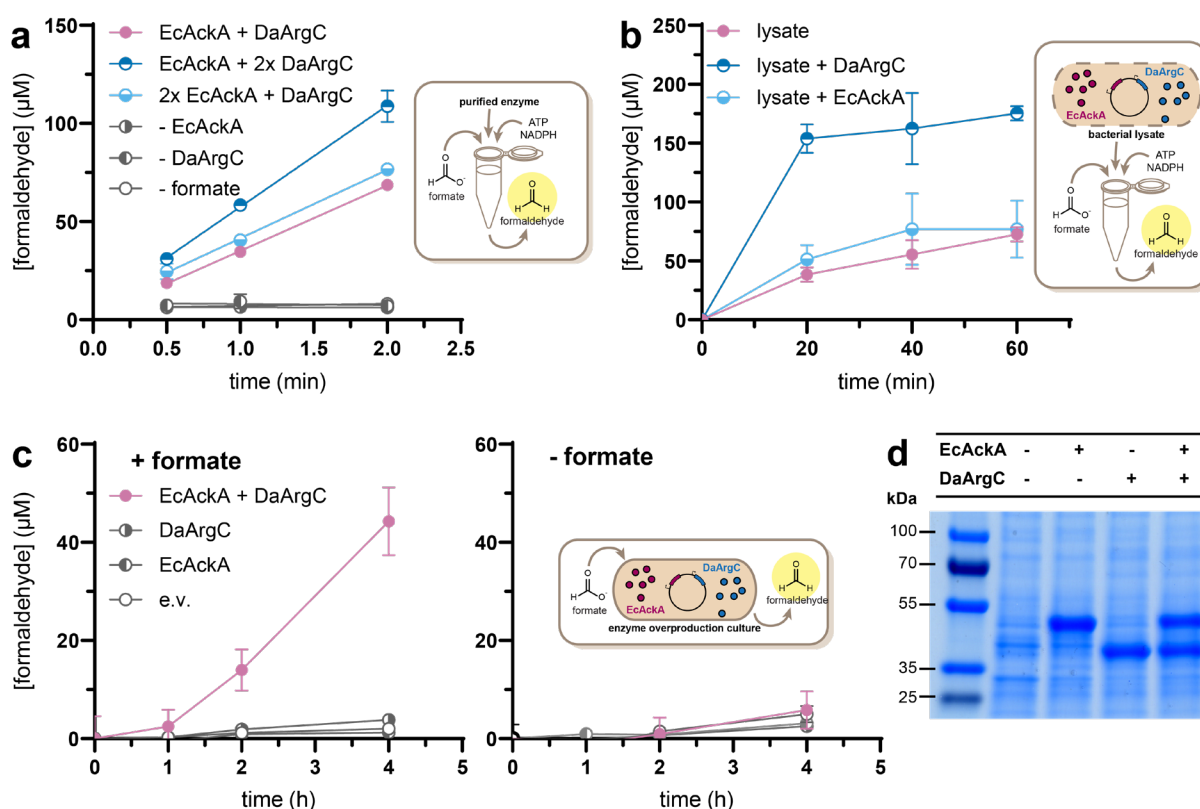 a
[formaldehyde] (µM)
150
100
50
0
0.0 0.5 1.0 1.5 2.0 2.5
time (min)
EcAckA + DaArgC
EcAckA + 2x DaArgC
2x EcAckA + DaArgC
- EcAckA
- DaArgC
- formate
purified enzyme
ATP
NADPH
O
H O-
formate
O
H H
formaldehyde
b
[formaldehyde] (µM)
250
225
175
150
125
75
50
25
0
0 20 40 60
time (min)
lysate
lysate + DaArgC
lysate + EcAckA
DaArgC
EcAckA
bacterial lysate
ATP
NADPH
O
H O-
formate
O
H H
formaldehyde
c
[formaldehyde] (µM)
60
40
20
0
0 1 2 3 4 5
time (h)
+ formate
EcAckA + DaArgC
DaArgC
EcAckA
e.v.
- formate
60
40
20
0
0 1 2 3 4 5
time (h)
O
H O-
formate
DaArgC
EcAckA
O
H H
formaldehyde
enzyme overproduction culture
d
EcAckA - + - +
DaArgC - - + +
kDa
100
70
55
35
25